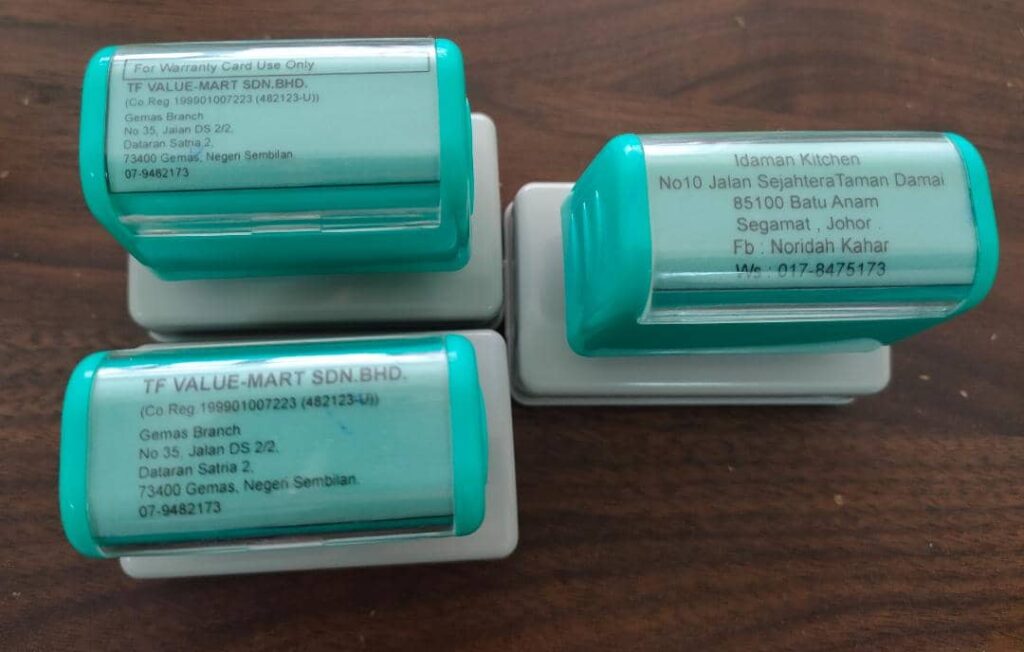 For Warranty Card Use Only
TF VALUE-MART SDN.BHD.
(Co.Reg 199901007223 (482123-U))
Gemas Branch
No 35, Jalan DS 2/2,
Dataran Satria 2,
73400 Gemas, Negeri Sembilan.
07-9482173
Idaman Kitchen
No10 Jalan SejahteraTaman Damai
85100 Batu Anam
Segamat , Johor .
Fb : Noridah Kahar
Ws : 017-8475173
TF VALUE-MART SDN.BHD.
(Co.Reg 199901007223 (482123-U))
Gemas Branch
No 35, Jalan DS 2/2,
Dataran Satria 2,
73400 Gemas, Negeri Sembilan.
07-9482173